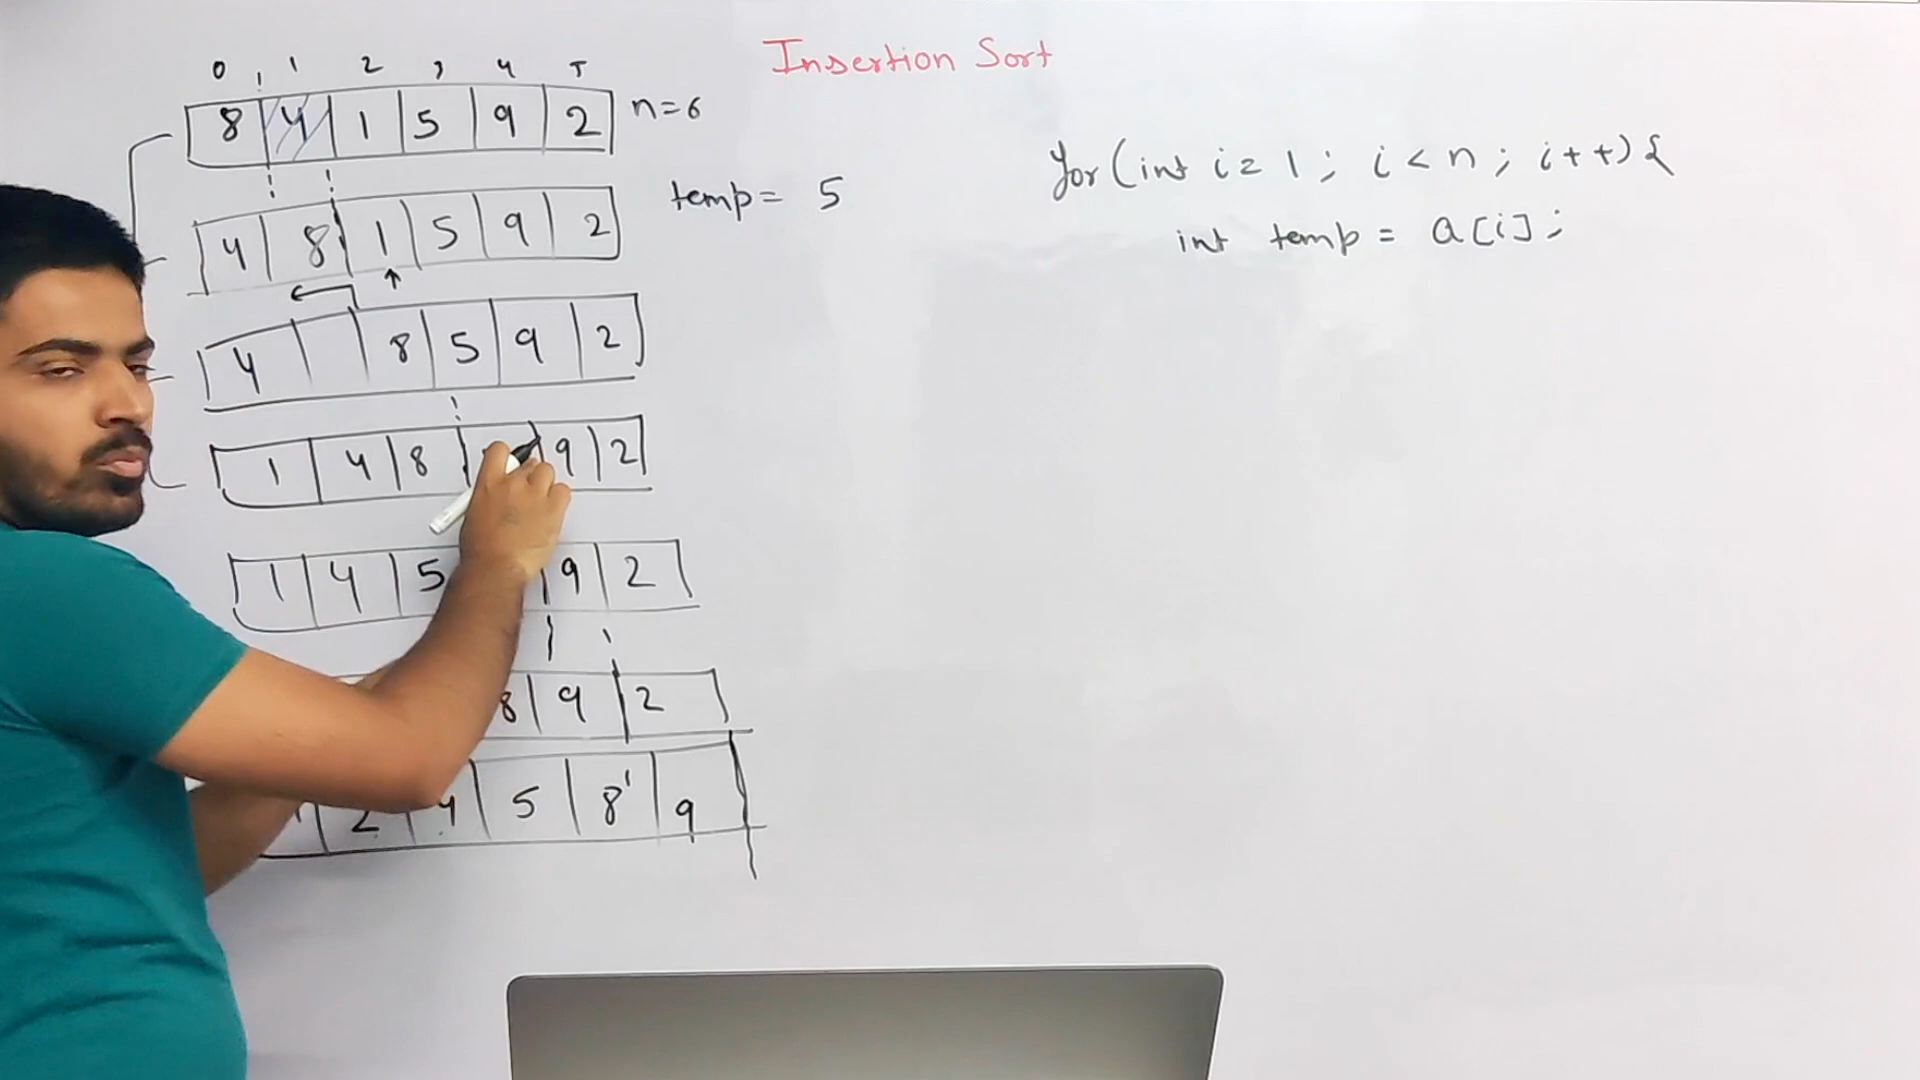 Insertion Sort
0 1 2 3 4 5
8 4 1 5 9 2 n=6
temp = 5
4 8 1 5 9 2
4 8 5 9 2
1 4 8 9 2
1 4 5 9 2
8 9 2
2 4 5 8 9
for(int i=1; i<n; i++){
int temp = a[i];